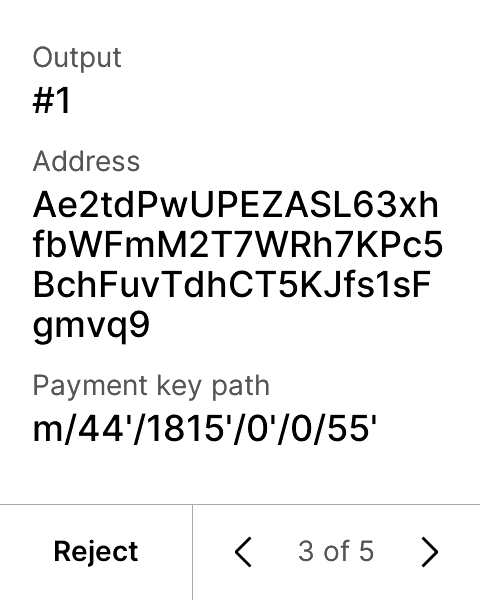 Output
#1
Address
Ae2tdPwUPEZASL63xh
fbWFmM2T7WRh7KPc5
BchFuvTdhCT5KJfs1sF
gmvq9
Payment key path
m/44'/1815'/0'/0/55'
Reject
3 of 5